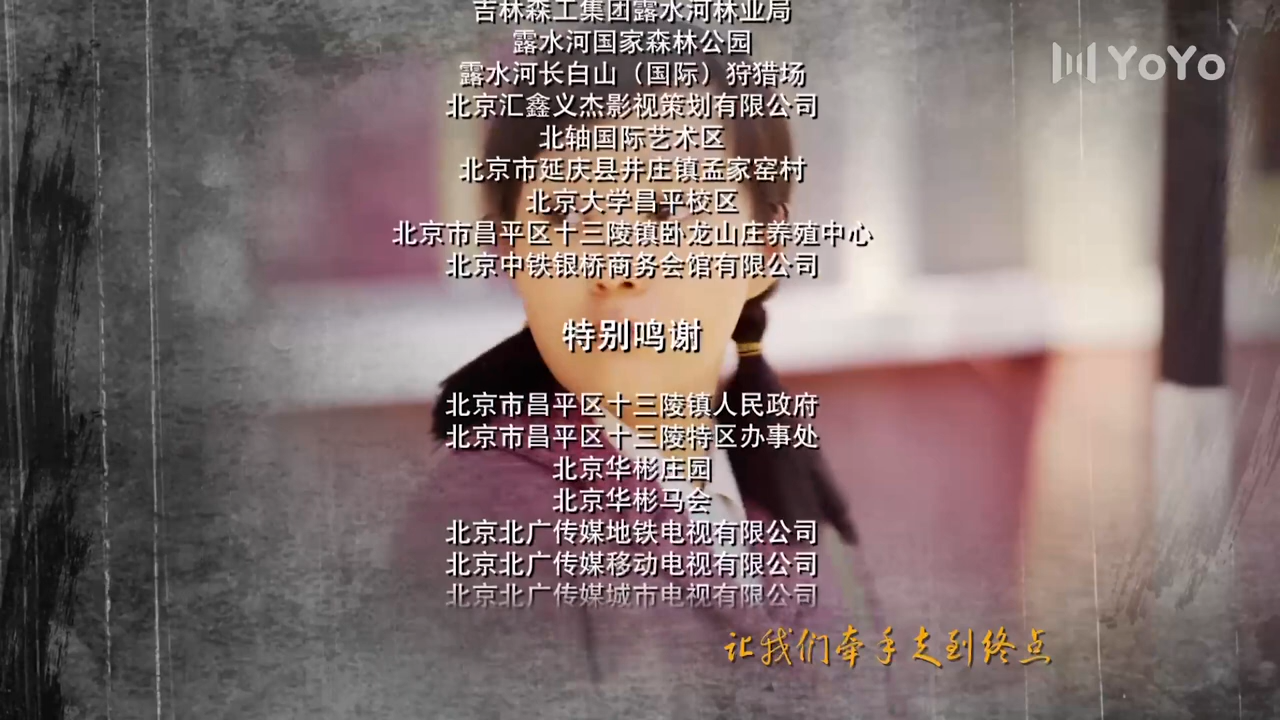 吉林森工集团露水河林业局
露水河国家森林公园
露水河长白山（国际）狩猎场
北京汇鑫义杰影视策划有限公司
北轴国际艺术区
北京市延庆县井庄镇孟家窑村
北京大学昌平校区
北京市昌平区十三陵镇卧龙山庄养殖中心
北京中铁银桥商务会馆有限公司
特别鸣谢
北京市昌平区十三陵镇人民政府
北京市昌平区十三陵特区办事处
北京华彬庄园
北京华彬马会
北京北广传媒地铁电视有限公司
北京北广传媒移动电视有限公司
北京北广传媒城市电视有限公司
让我们牵手走到终点
YoYo